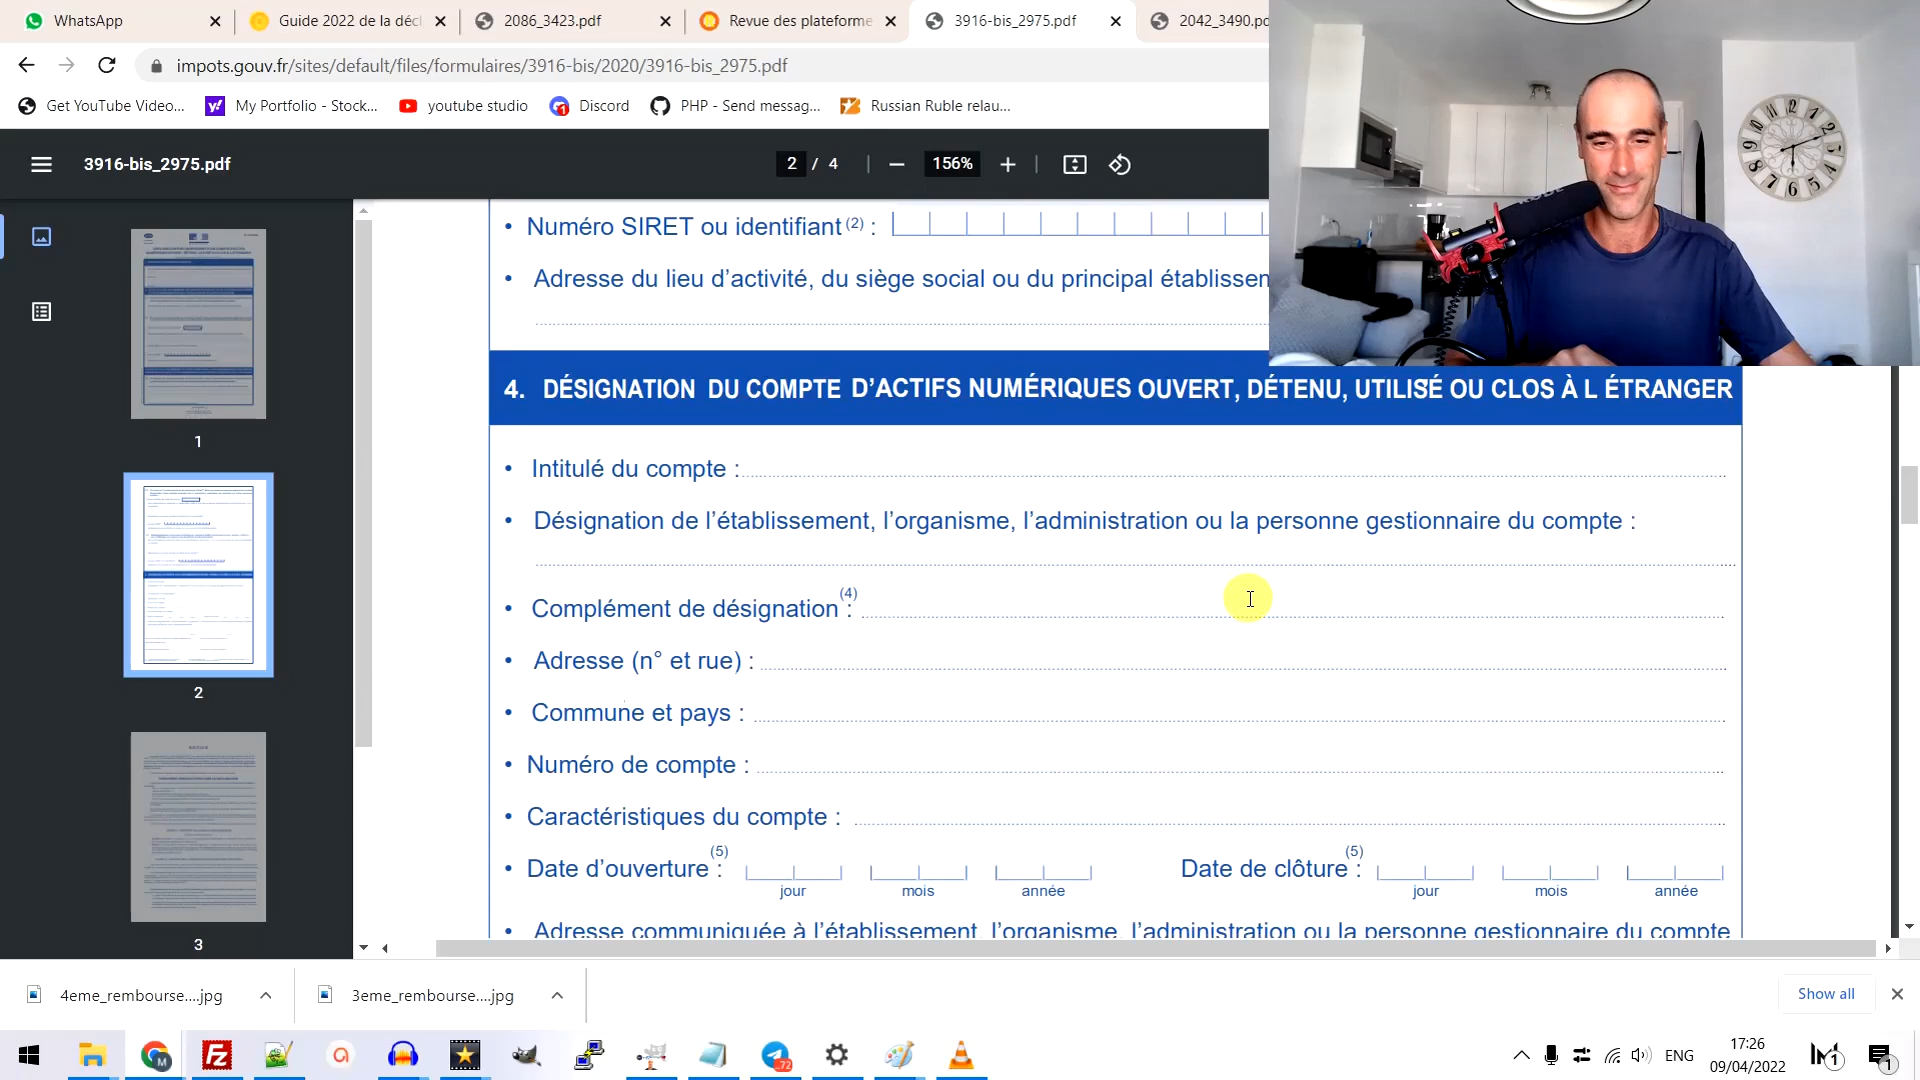 WhatsApp
Guide 2022 de la décl
2086_3423.pdf
Revue des plateforme
3916-bis_2975.pdf
2042_3490.pd
impots.gouv.fr/sites/default/files/formulaires/3916-bis/2020/3916-bis_2975.pdf
Get YouTube Video...
My Portfolio - Stock...
youtube studio
Discord
PHP - Send messag...
Russian Ruble relau...
3916-bis_2975.pdf
2 / 4
156%
1
2
3
• Numéro SIRET ou identifiant (2) :
• Adresse du lieu d'activité, du siège social ou du principal établissen
4. DÉSIGNATION DU COMPTE D'ACTIFS NUMÉRIQUES OUVERT, DÉTENU, UTILISÉ OU CLOS À L ÉTRANGER
• Intitulé du compte :
• Désignation de l'établissement, l'organisme, l'administration ou la personne gestionnaire du compte :
• Complément de désignation (4) :
• Adresse (n° et rue) :
• Commune et pays :
• Numéro de compte :
• Caractéristiques du compte :
• Date d'ouverture (5) : Date de clôture (5) :
jour mois année jour mois année
• Adresse communiquée à l'établissement, l'organisme, l'administration ou la personne gestionnaire du compte
4eme_rembourse....jpg
3eme_rembourse....jpg
Show all
72
ENG
17:26
09/04/2022
1
1